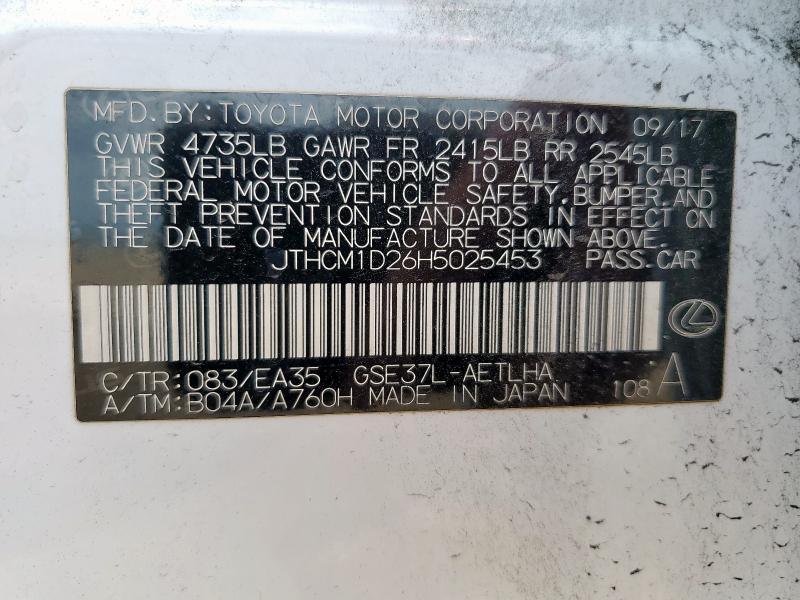 MFD.BY:TOYOTA MOTOR CORPORATION 09/17
GVWR 4735LB GAWR FR 2415LB RR 2545LB
THIS VEHICLE CONFORMS TO ALL APPLICABLE
FEDERAL MOTOR VEHICLE SAFETY.BUMPER.AND
THEFT PREVENTION STANDARDS IN EFFECT ON
THE DATE OF MANUFACTURE SHOWN ABOVE.
JTHCM1D26H5025453 PASS.CAR
C/TR:083/EA35 GSE37L-AETLHA
A/TM:B04A/A760H MADE IN JAPAN 108 A